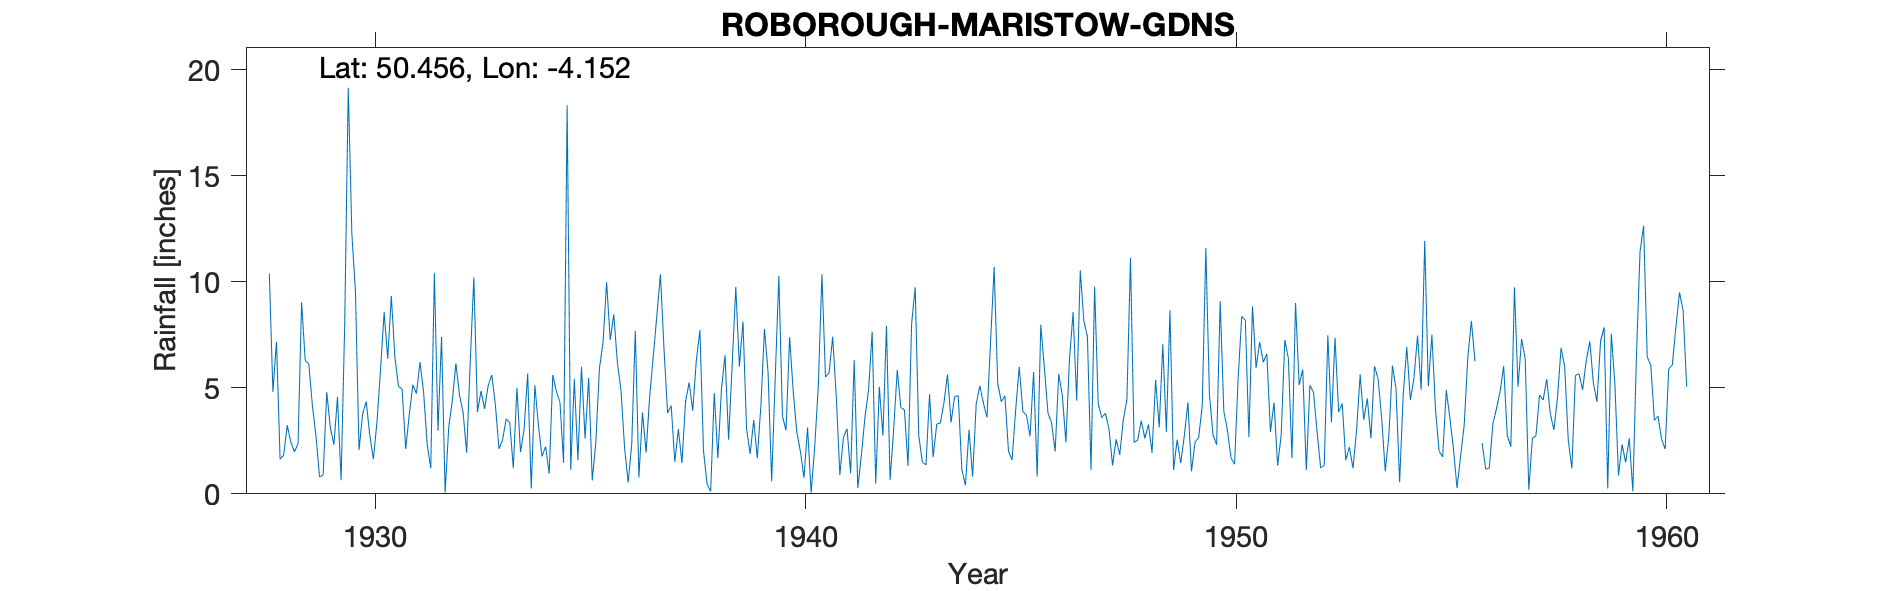 ROBOROUGH-MARISTOW-GDNS
Lat: 50.456, Lon: -4.152
20
15
10
5
0
Rainfall [inches]
1930 1940 1950 1960
Year